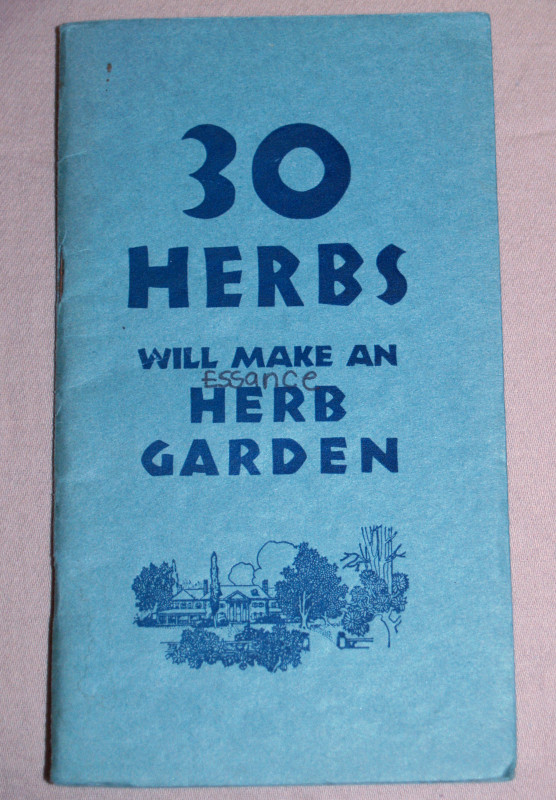 30
HERBS
WILL MAKE AN
Essance
HERB
GARDEN